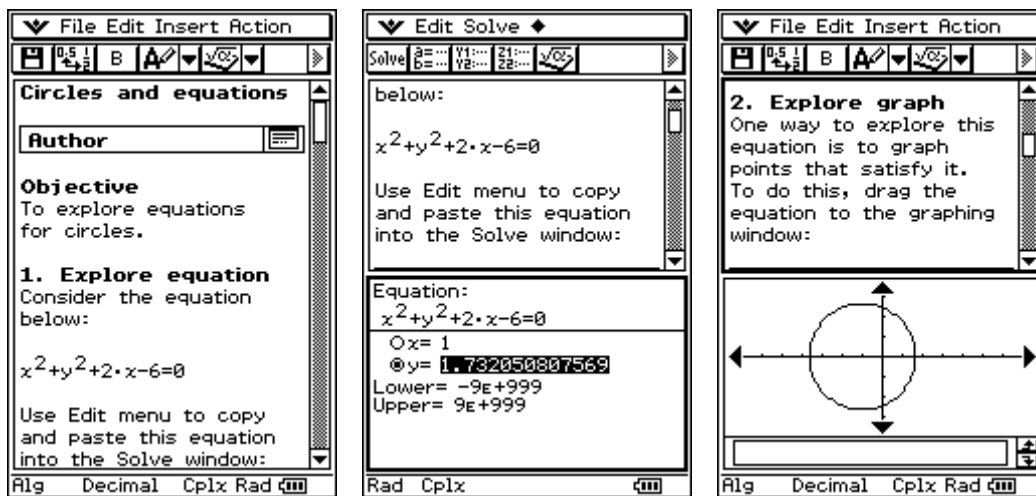 File Edit Insert Action
B
Circles and equations
Author
Objective
To explore equations
for circles.
1. Explore equation
Consider the equation
below:
x²+y²+2·x-6=0
Use Edit menu to copy
and paste this equation
into the Solve window:
Alg Decimal Cplx Rad
Edit Solve
Solve
below:
x²+y²+2·x-6=0
Use Edit menu to copy
and paste this equation
into the Solve window:
Equation:
x²+y²+2·x-6=0
x= 1
y= 1.732050807569
Lower= -9ᴇ+999
Upper= 9ᴇ+999
Rad Cplx
File Edit Insert Action
B
2. Explore graph
One way to explore this
equation is to graph
points that satisfy it.
To do this, drag the
equation to the graphing
window:
Alg Decimal Cplx Rad